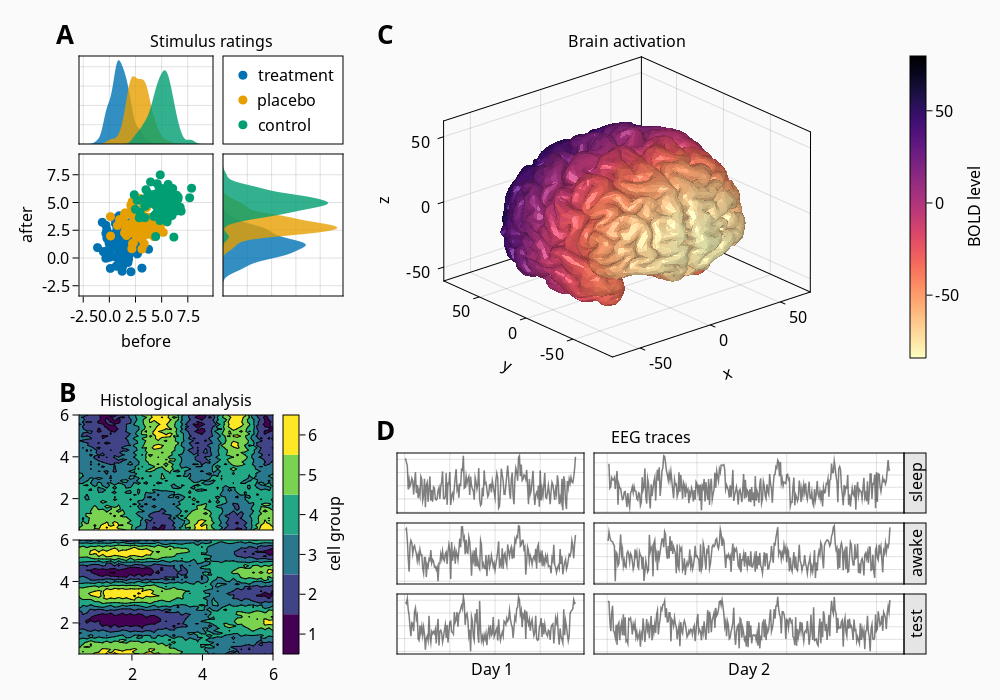 A
Stimulus ratings
treatment
placebo
control
7.5
5.0
2.5
0.0
-2.5
after
-2.50.0 2.5 5.0 7.5
before
B
Histological analysis
6
4
2
6
4
2
2 4 6
6
5
4
3
2
1
cell group
C
Brain activation
50
0
-50
z
50
0
-50
y
-50
0
50
x
50
0
-50
BOLD level
D
EEG traces
sleep
awake
test
Day 1 Day 2